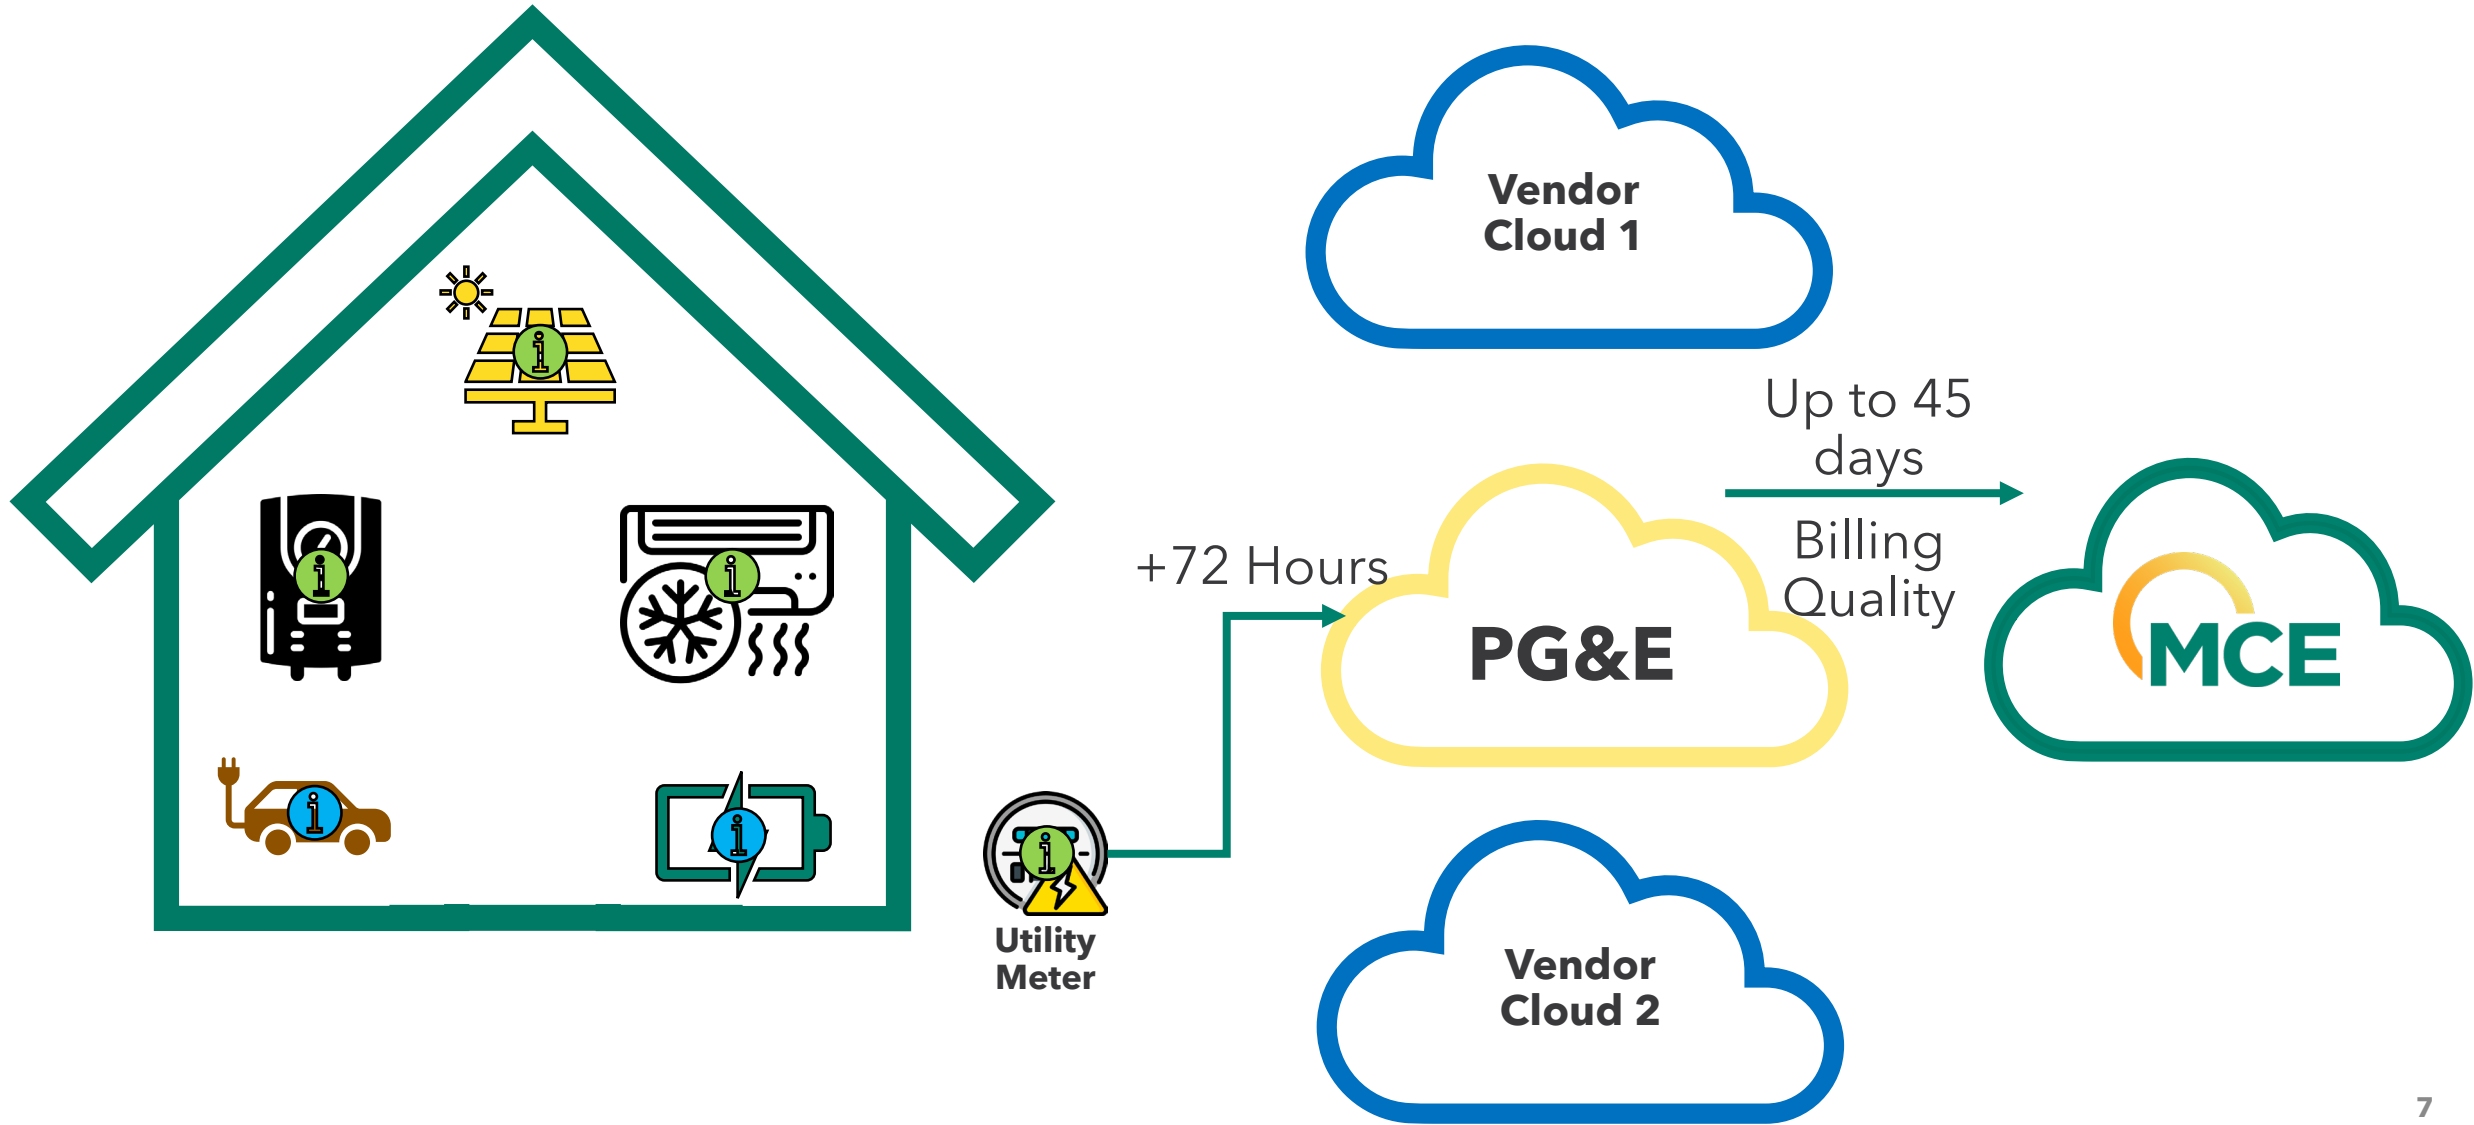 Vendor
Cloud 1
Up to 45
days
Billing
Quality
+72 Hours
PG&E
MCE
Utility
Meter
Vendor
Cloud 2
i
i
i
i
i
i
7